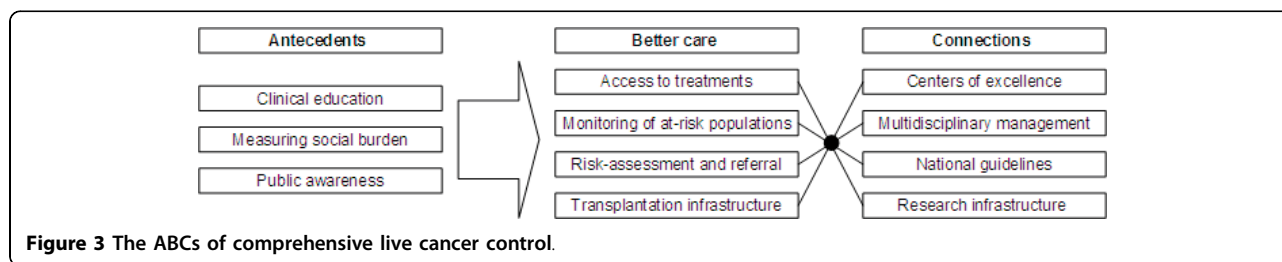 Antecedents
Clinical education
Measuring social burden
Public awareness
Better care
Access to treatments
Monitoring of at-risk populations
Risk-assessment and referral
Transplantation infrastructure
Connections
Centers of excellence
Multidisciplinary management
National guidelines
Research infrastructure
Figure 3 The ABCs of comprehensive live cancer control.